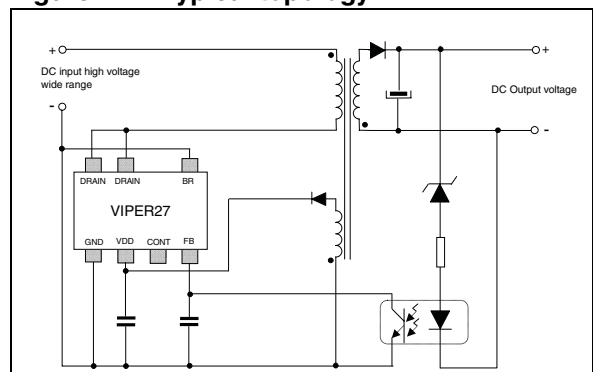 +
DC input high voltage
wide range
-
+
DC Output voltage
-
DRAIN DRAIN BR
VIPER27
GND VDD CONT FB